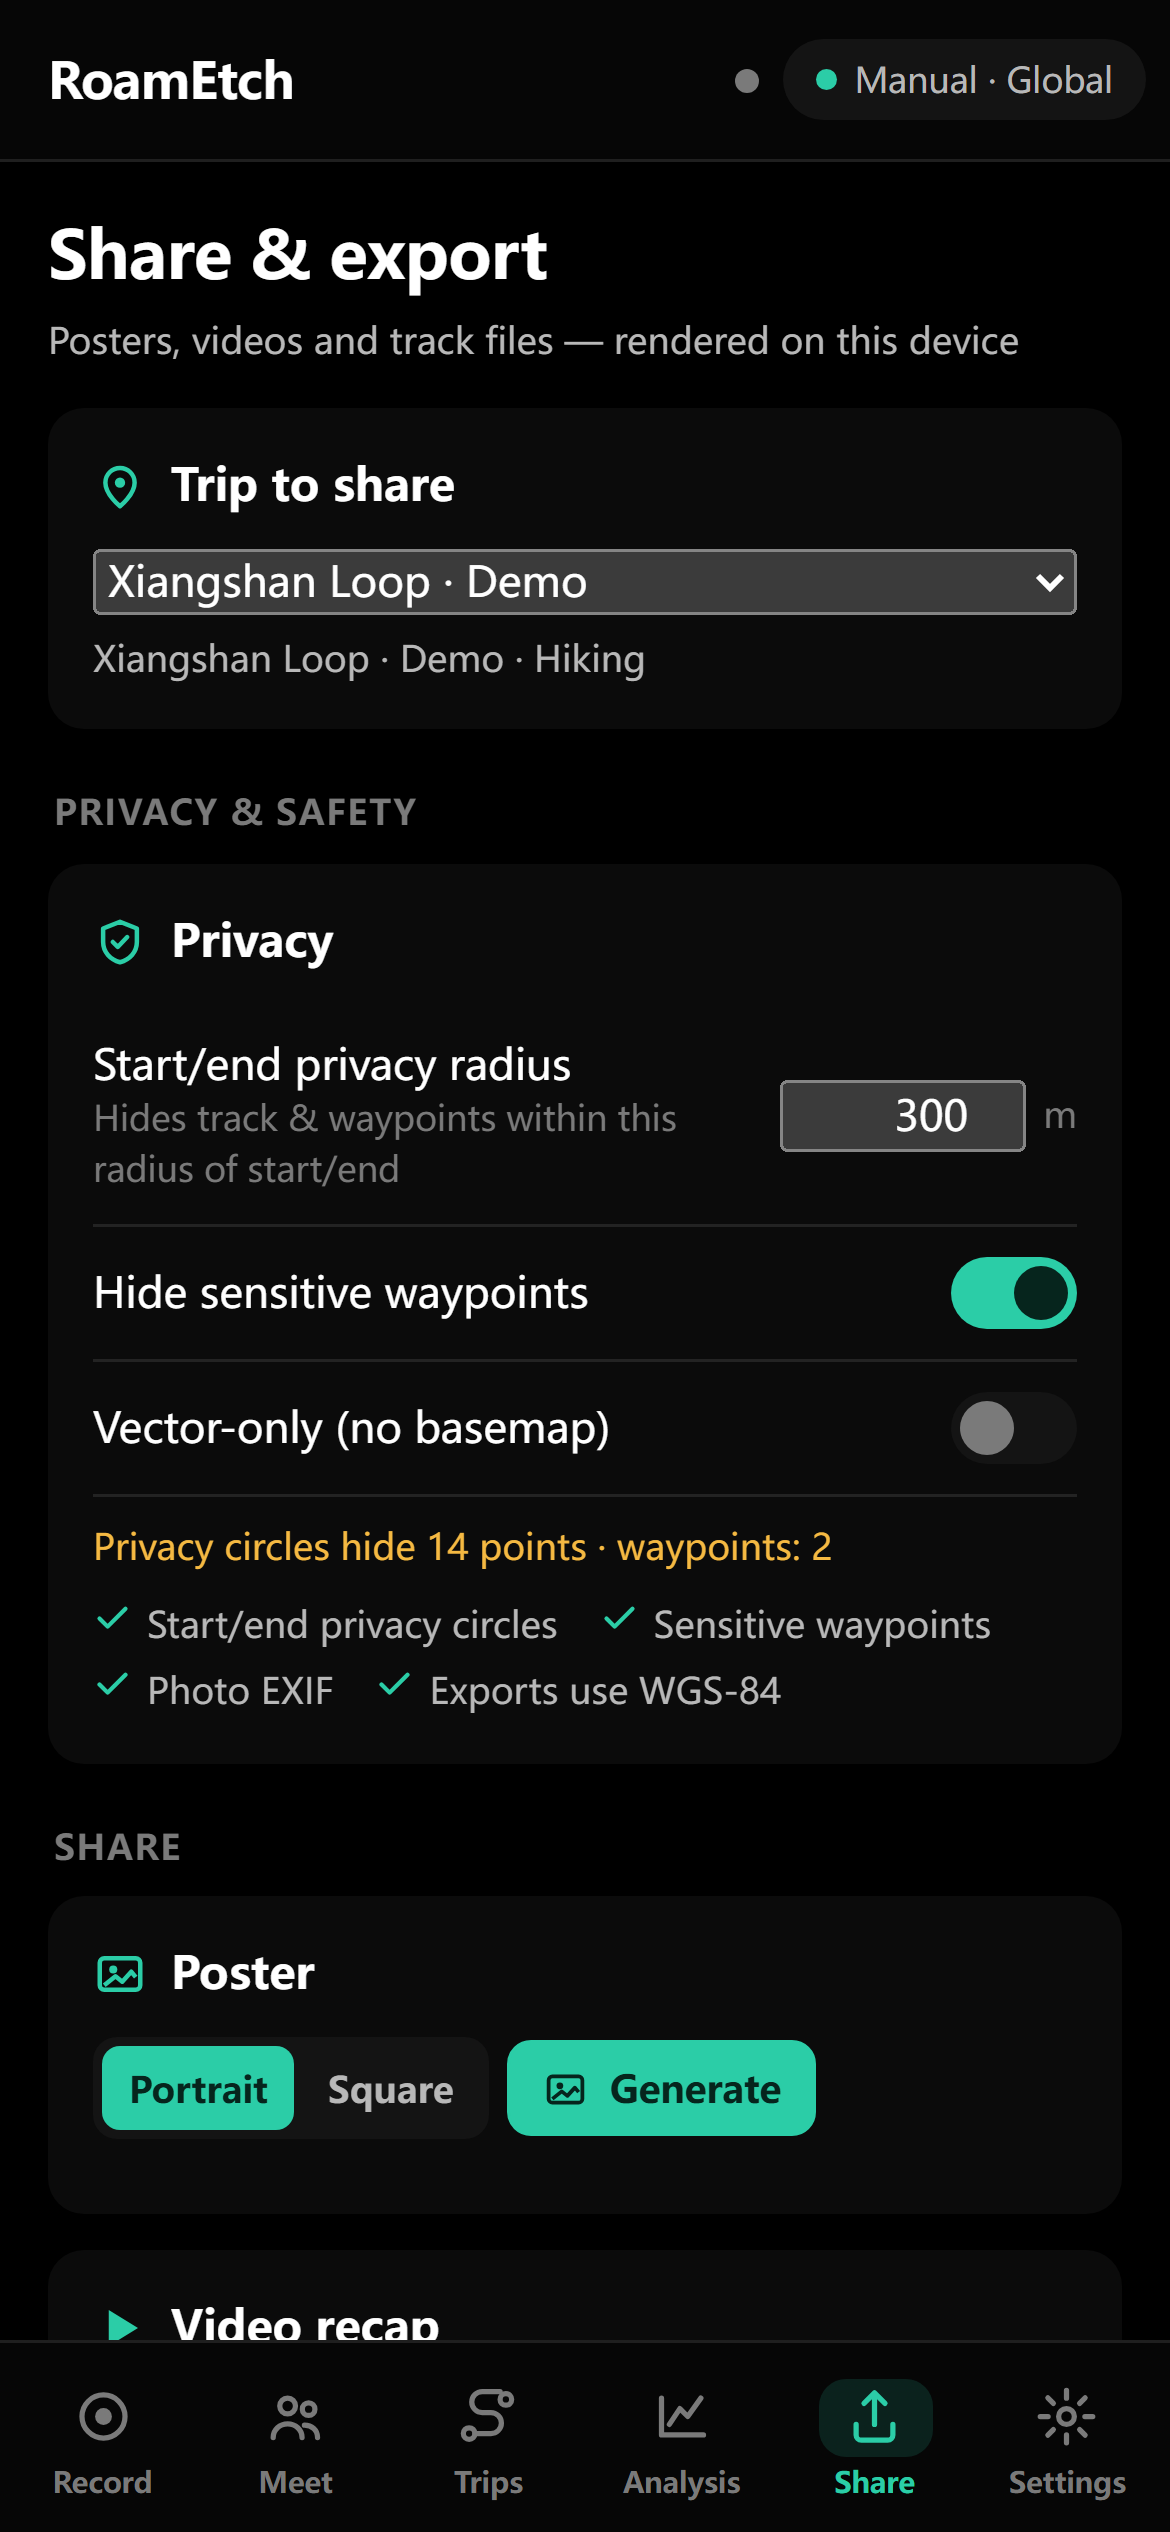 RoamEtch
Manual · Global
Share & export
Posters, videos and track files — rendered on this device
Trip to share
Xiangshan Loop · Demo
Xiangshan Loop · Demo · Hiking
PRIVACY & SAFETY
Privacy
Start/end privacy radius
Hides track & waypoints within this
radius of start/end
300 m
Hide sensitive waypoints
Vector-only (no basemap)
Privacy circles hide 14 points · waypoints: 2
Start/end privacy circles Sensitive waypoints
Photo EXIF Exports use WGS-84
SHARE
Poster
Portrait Square Generate
Video recap
Record Meet Trips Analysis Share Settings